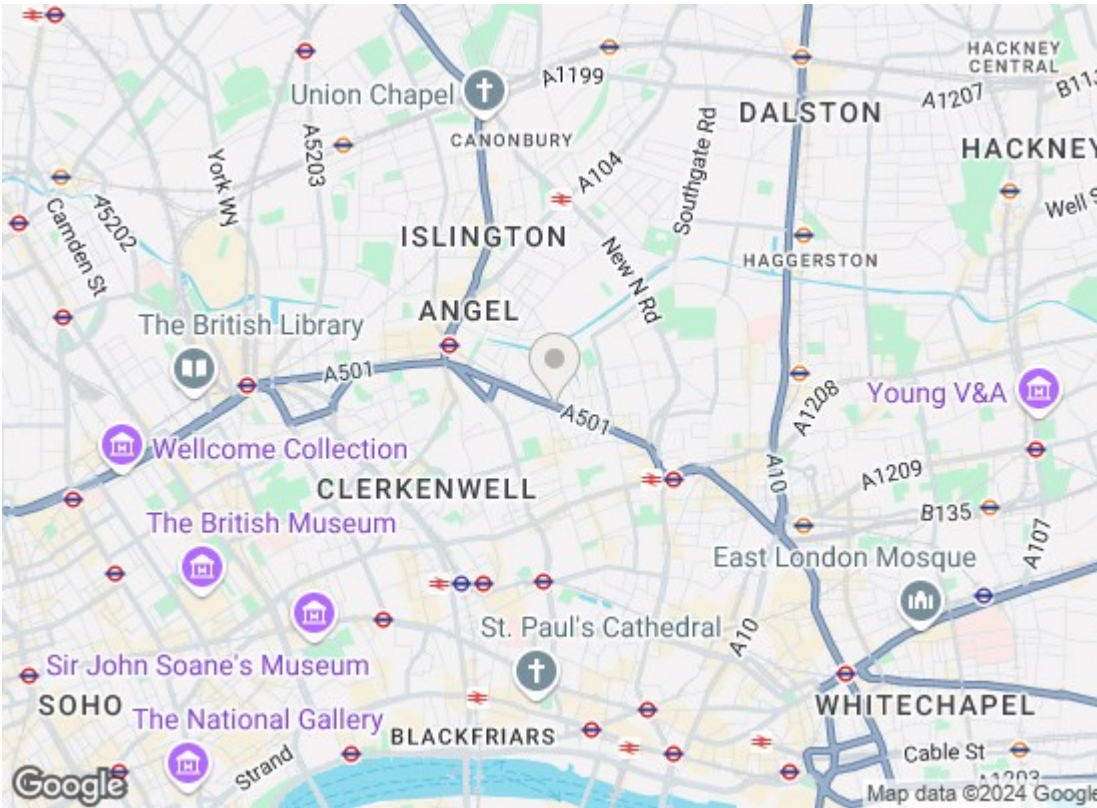 HACKNEY
CENTRAL
A1199
Union Chapel
A1207
DALSTON
CANONBURY
A5203
York WN
A104
Southgate Rd
HACKNEY
A5202
Camden St
Well S
ISLINGTON
New N Rd
HAGGERSTON
ANGEL
The British Library
A501
A501
A1208
Young V&A
Wellcome Collection
A10
A1209
CLERKENWELL
B135
The British Museum
A107
East London Mosque
St. Paul's Cathedral
A10
Sir John Soane's Museum
SOHO
The National Gallery
WHITECHAPEL
BLACKFRIARS
Strand
Cable St
A1203
Google
Map data ©2024 Google